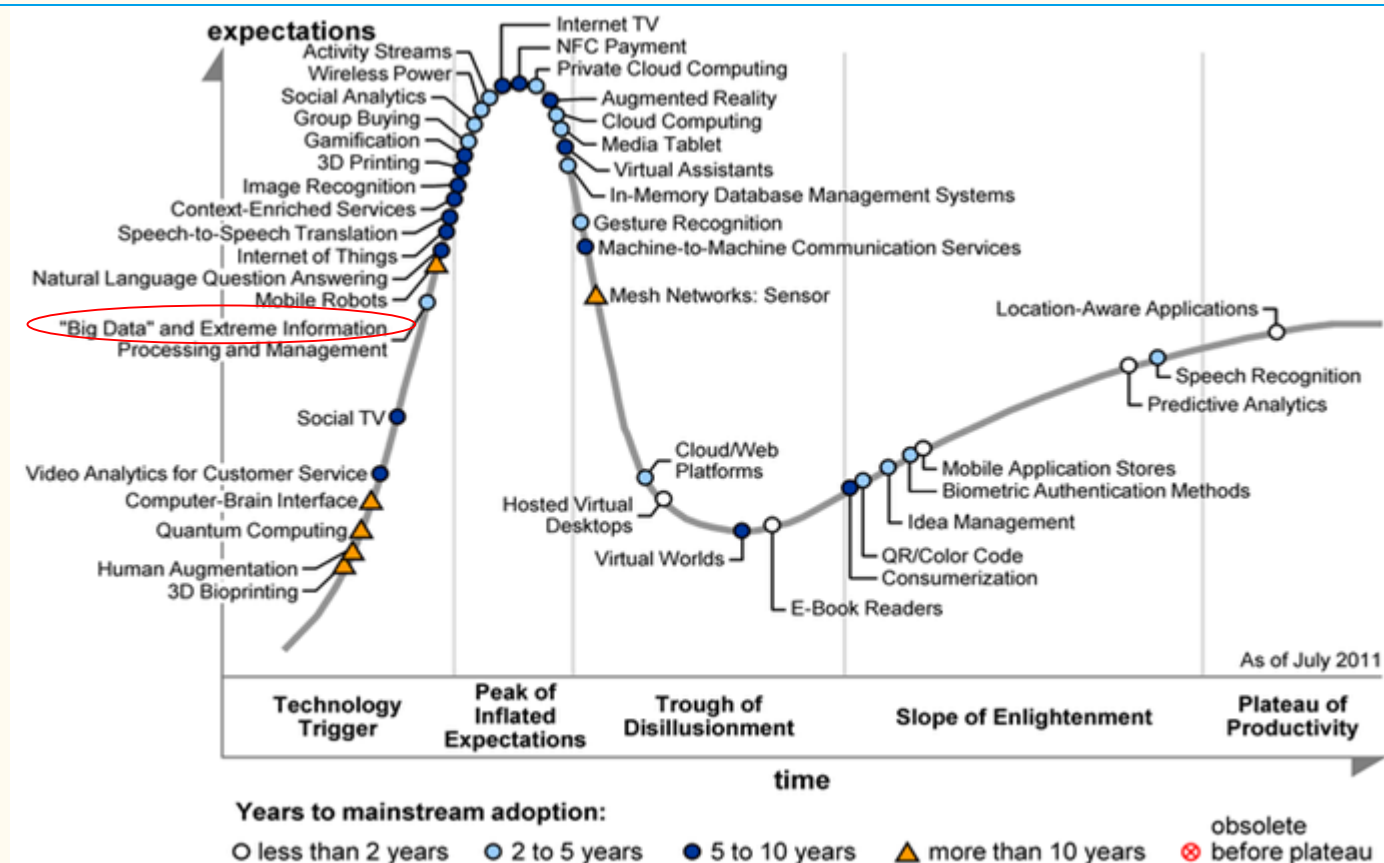 expectations
Activity Streams
Wireless Power
Social Analytics
Group Buying
Gamification
3D Printing
Image Recognition
Context-Enriched Services
Speech-to-Speech Translation
Internet of Things
Natural Language Question Answering
Mobile Robots
"Big Data" and Extreme Information
Processing and Management
Social TV
Video Analytics for Customer Service
Computer-Brain Interface
Quantum Computing
Human Augmentation
3D Bioprinting
Internet TV
NFC Payment
Private Cloud Computing
Augmented Reality
Cloud Computing
Media Tablet
Virtual Assistants
In-Memory Database Management Systems
Gesture Recognition
Machine-to-Machine Communication Services
Mesh Networks: Sensor
Cloud/Web
Platforms
Hosted Virtual
Desktops
Virtual Worlds
E-Book Readers
Location-Aware Applications
Speech Recognition
Predictive Analytics
Mobile Application Stores
Biometric Authentication Methods
Idea Management
QR/Color Code
Consumerization
As of July 2011
Technology
Trigger
Peak of
Inflated
Expectations
Trough of
Disillusionment
Slope of Enlightenment
Plateau of
Productivity
time
Years to mainstream adoption:
less than 2 years
2 to 5 years
5 to 10 years
more than 10 years
obsolete
before plateau